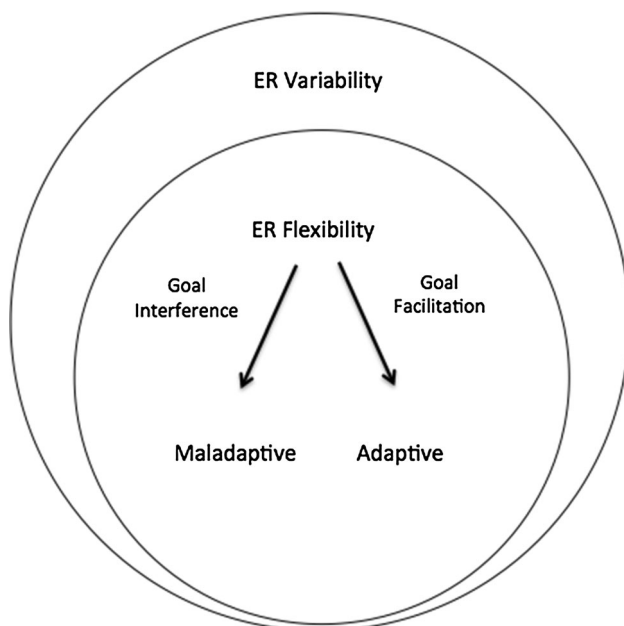 ER Variability
ER Flexibility
Goal
Interference
Goal
Facilitation
Maladaptive
Adaptive